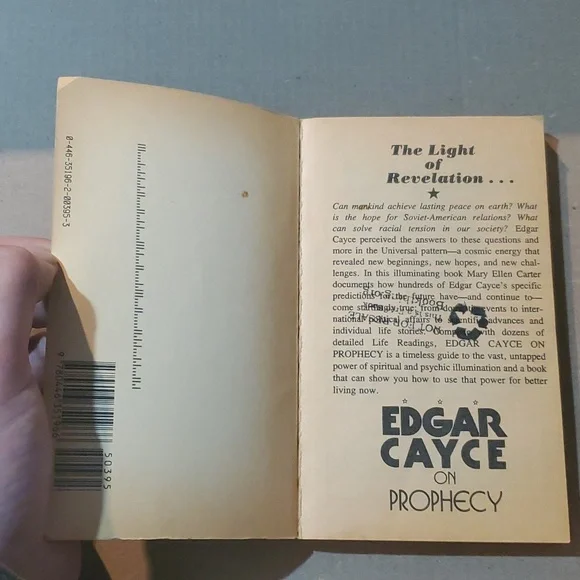 0-446-35196-2-00395-3
50395
The Light
of
Revelation...
Can mankind achieve lasting peace on earth? What
is the hope for Soviet-American relations? What
can solve racial tension in our society? Edgar
Cayce perceived the answers to these questions and
more in the Universal pattern—a cosmic energy that
revealed new beginnings, new hopes, and new chal-
lenges. In this illuminating book Mary Ellen Carter
documents how hundreds of Edgar Cayce's specific
predictions for the future have—and continue to—
come startlingly true: from domestic events to inter-
national political affairs to scientific advances and
individual life stories. Complete with dozens of
detailed Life Readings, EDGAR CAYCE ON
PROPHECY is a timeless guide to the vast, untapped
power of spiritual and psychic illumination and a book
that can show you how to use that power for better
living now.
NOT FOR RESALE
This is a free
Book
EDGAR
CAYCE
ON
PROPHECY